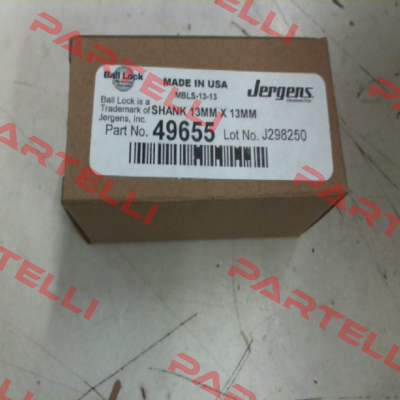 Ball Lock
MADE IN USA
Jergens
MBLS-13-13
Ball Lock is a
Trademark of SHANK 13MM X 13MM
Jergens, Inc.
Part No. 49655 Lot No. J298250
PARTELLI
PARTELLI
PARTELLI
PARTELLI